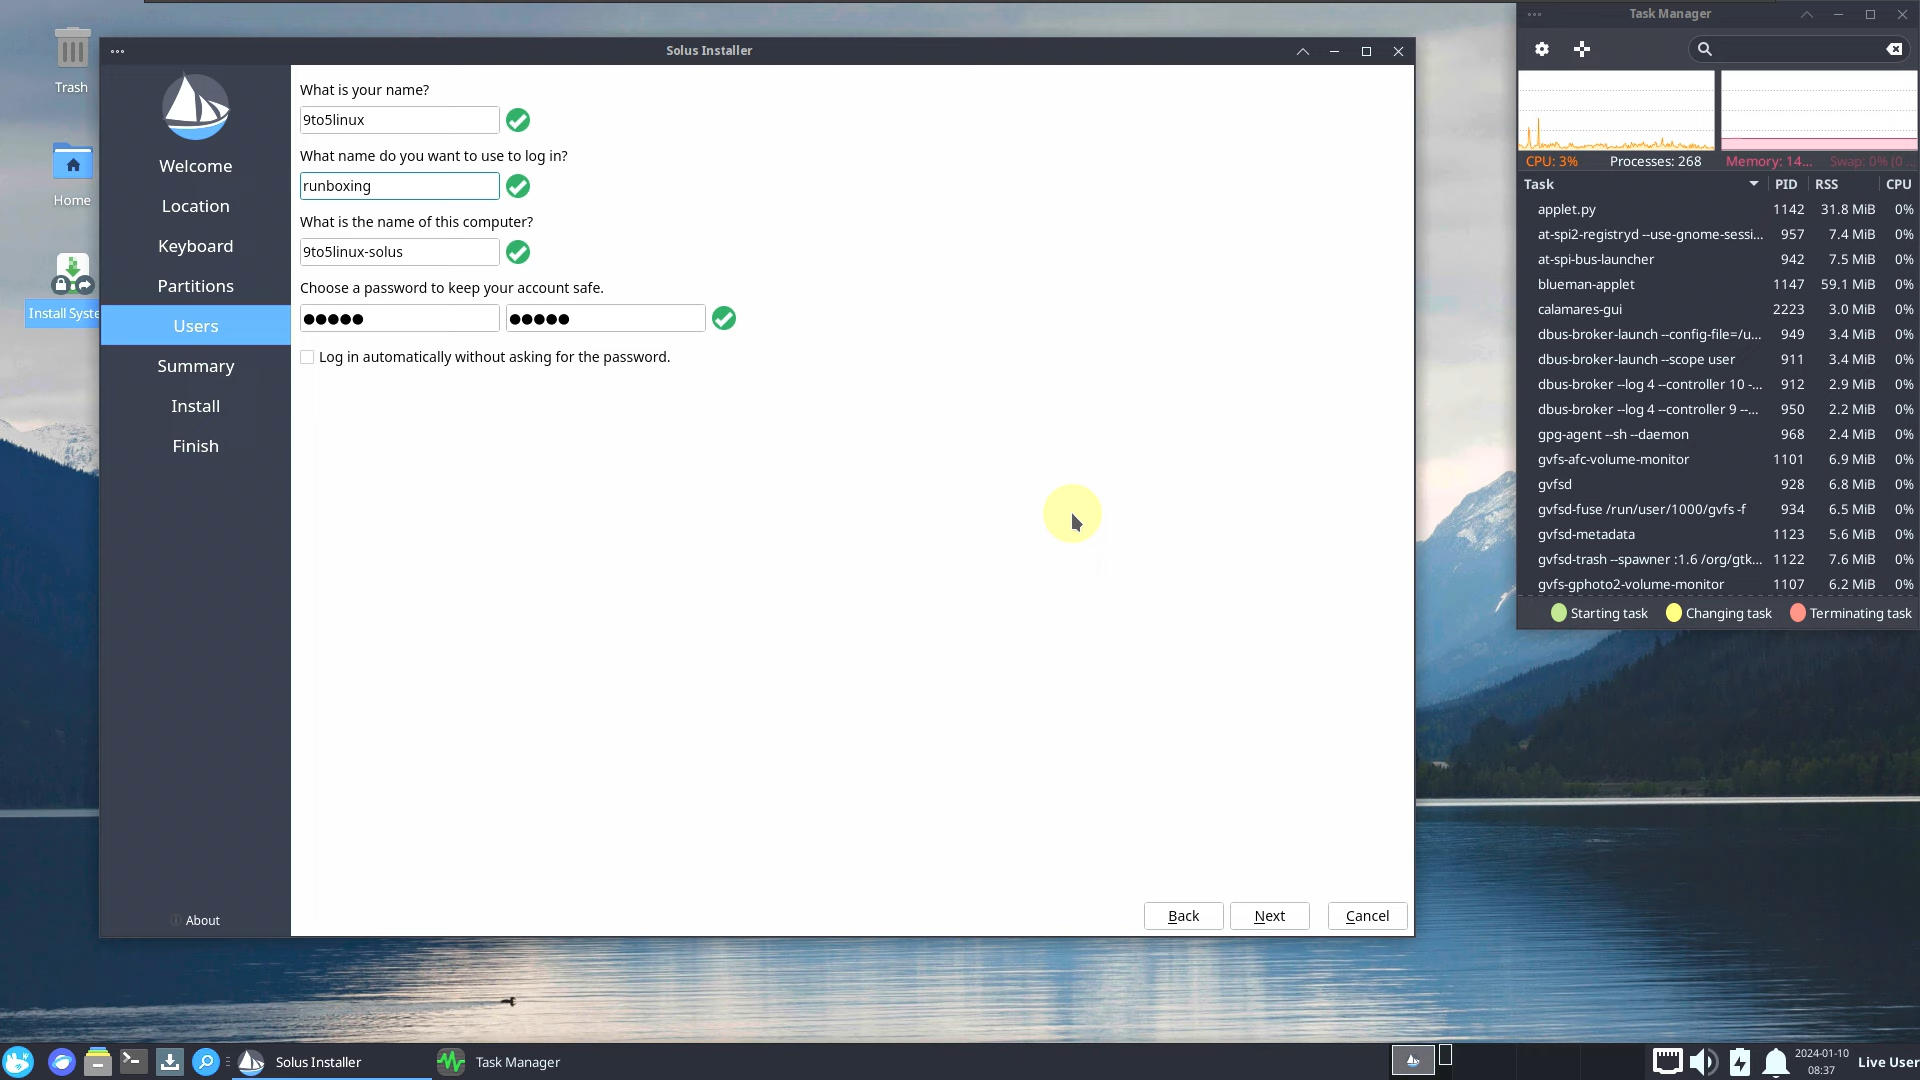 Trash
Home
Install Syste
Solus Installer
Welcome
Location
Keyboard
Partitions
Users
Summary
Install
Finish
About
What is your name?
9to5linux
What name do you want to use to log in?
runboxing
What is the name of this computer?
9to5linux-solus
Choose a password to keep your account safe.
●●●●● ●●●●●
Log in automatically without asking for the password.
Back Next Cancel
Task Manager
CPU: 3% Processes: 268 Memory: 14... Swap: 0% (0 ...
Task PID RSS CPU
applet.py 1142 31.8 MiB 0%
at-spi2-registryd --use-gnome-sessi... 957 7.4 MiB 0%
at-spi-bus-launcher 942 7.5 MiB 0%
blueman-applet 1147 59.1 MiB 0%
calamares-gui 2223 3.0 MiB 0%
dbus-broker-launch --config-file=/u... 949 3.4 MiB 0%
dbus-broker-launch --scope user 911 3.4 MiB 0%
dbus-broker --log 4 --controller 10 -... 912 2.9 MiB 0%
dbus-broker --log 4 --controller 9 --... 950 2.2 MiB 0%
gpg-agent --sh --daemon 968 2.4 MiB 0%
gvfs-afc-volume-monitor 1101 6.9 MiB 0%
gvfsd 928 6.8 MiB 0%
gvfsd-fuse /run/user/1000/gvfs -f 934 6.5 MiB 0%
gvfsd-metadata 1123 5.6 MiB 0%
gvfsd-trash --spawner :1.6 /org/gtk... 1122 7.6 MiB 0%
gvfs-gphoto2-volume-monitor 1107 6.2 MiB 0%
Starting task Changing task Terminating task
Solus Installer Task Manager
2024-01-10
08:37
Live User